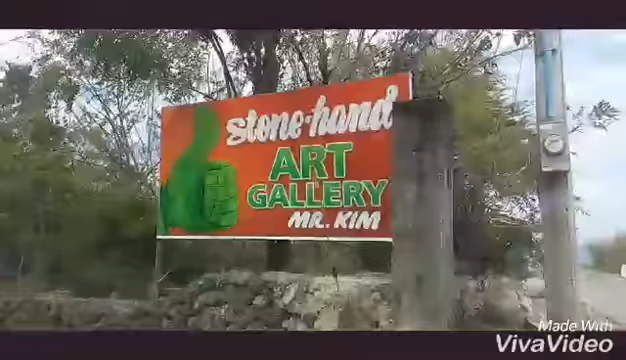 stone-hand
ART
GALLERY
MR. KIM
Made With
VivaVideo